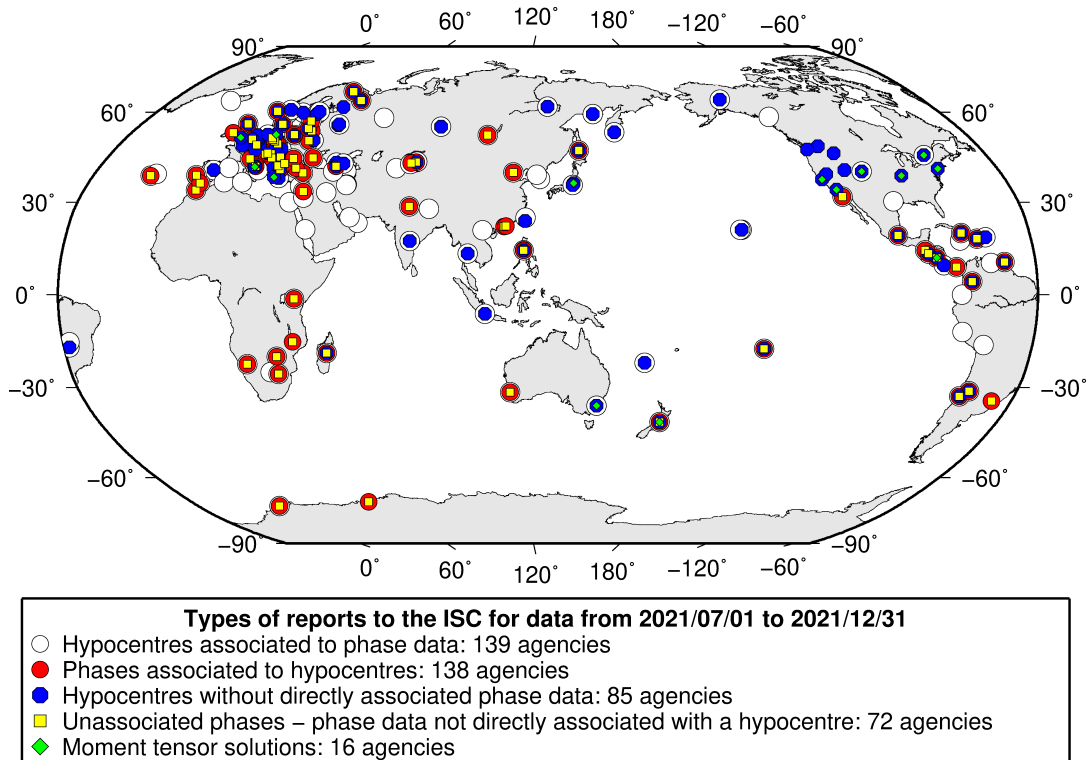 0° 60° 120° 180° −120° −60°
90° 90°
60° 60°
30° 30°
0° 0°
−30° −30°
−60° −60°
−90° −90°
0° 60° 120° 180° −120° −60°
Types of reports to the ISC for data from 2021/07/01 to 2021/12/31
Hypocentres associated to phase data: 139 agencies
Phases associated to hypocentres: 138 agencies
Hypocentres without directly associated phase data: 85 agencies
Unassociated phases − phase data not directly associated with a hypocentre: 72 agencies
Moment tensor solutions: 16 agencies